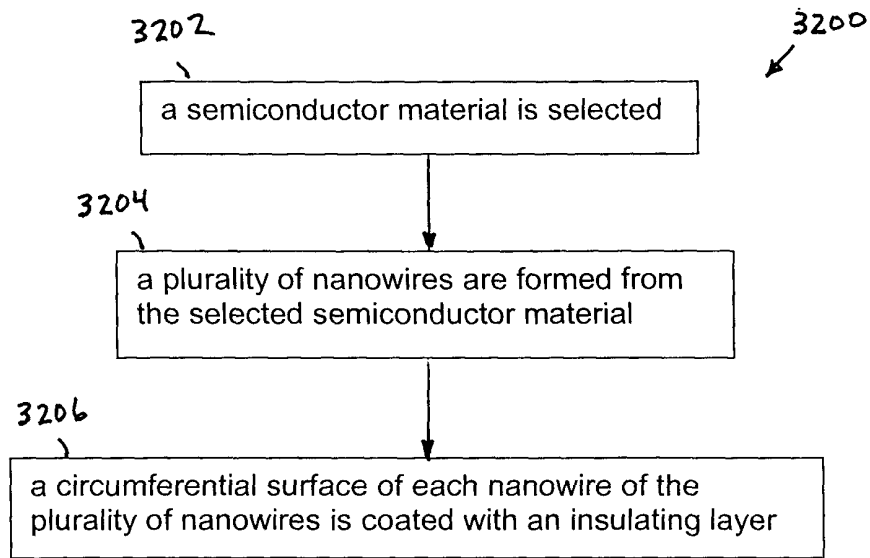 3202
3200
a semiconductor material is selected
3204
a plurality of nanowires are formed from
the selected semiconductor material
3206
a circumferential surface of each nanowire of the
plurality of nanowires is coated with an insulating layer